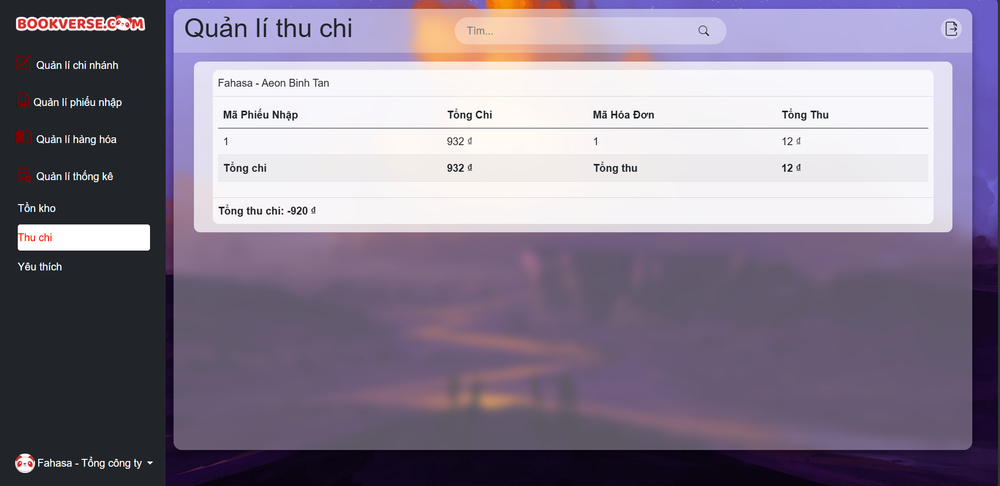 BOOKVERSE.COM
Quản lí chi nhánh
Quản lí phiếu nhập
Quản lí hàng hóa
Quản lí thống kê
Tồn kho
Thu chi
Yêu thích
Fahasa - Tổng công ty
Quản lí thu chi
Tìm...
Fahasa - Aeon Binh Tan
Mã Phiếu Nhập Tổng Chi Mã Hóa Đơn Tổng Thu
1 932 ₫ 1 12 ₫
Tổng chi 932 ₫ Tổng thu 12 ₫
Tổng thu chi: -920 ₫